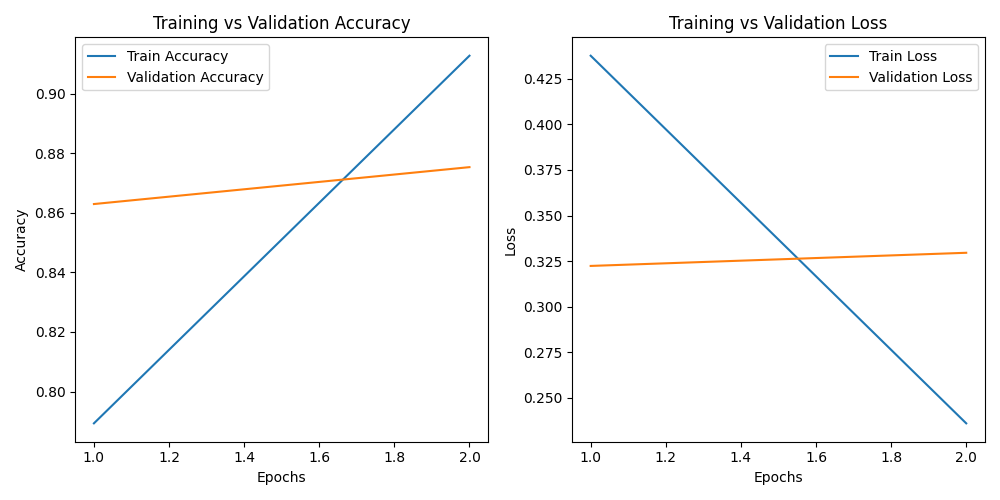 Training vs Validation Accuracy
Train Accuracy
Validation Accuracy
0.90
0.88
0.86
0.84
0.82
0.80
Accuracy
1.0 1.2 1.4 1.6 1.8 2.0
Epochs
Training vs Validation Loss
Train Loss
Validation Loss
0.425
0.400
0.375
0.350
0.325
0.300
0.275
0.250
Loss
1.0 1.2 1.4 1.6 1.8 2.0
Epochs